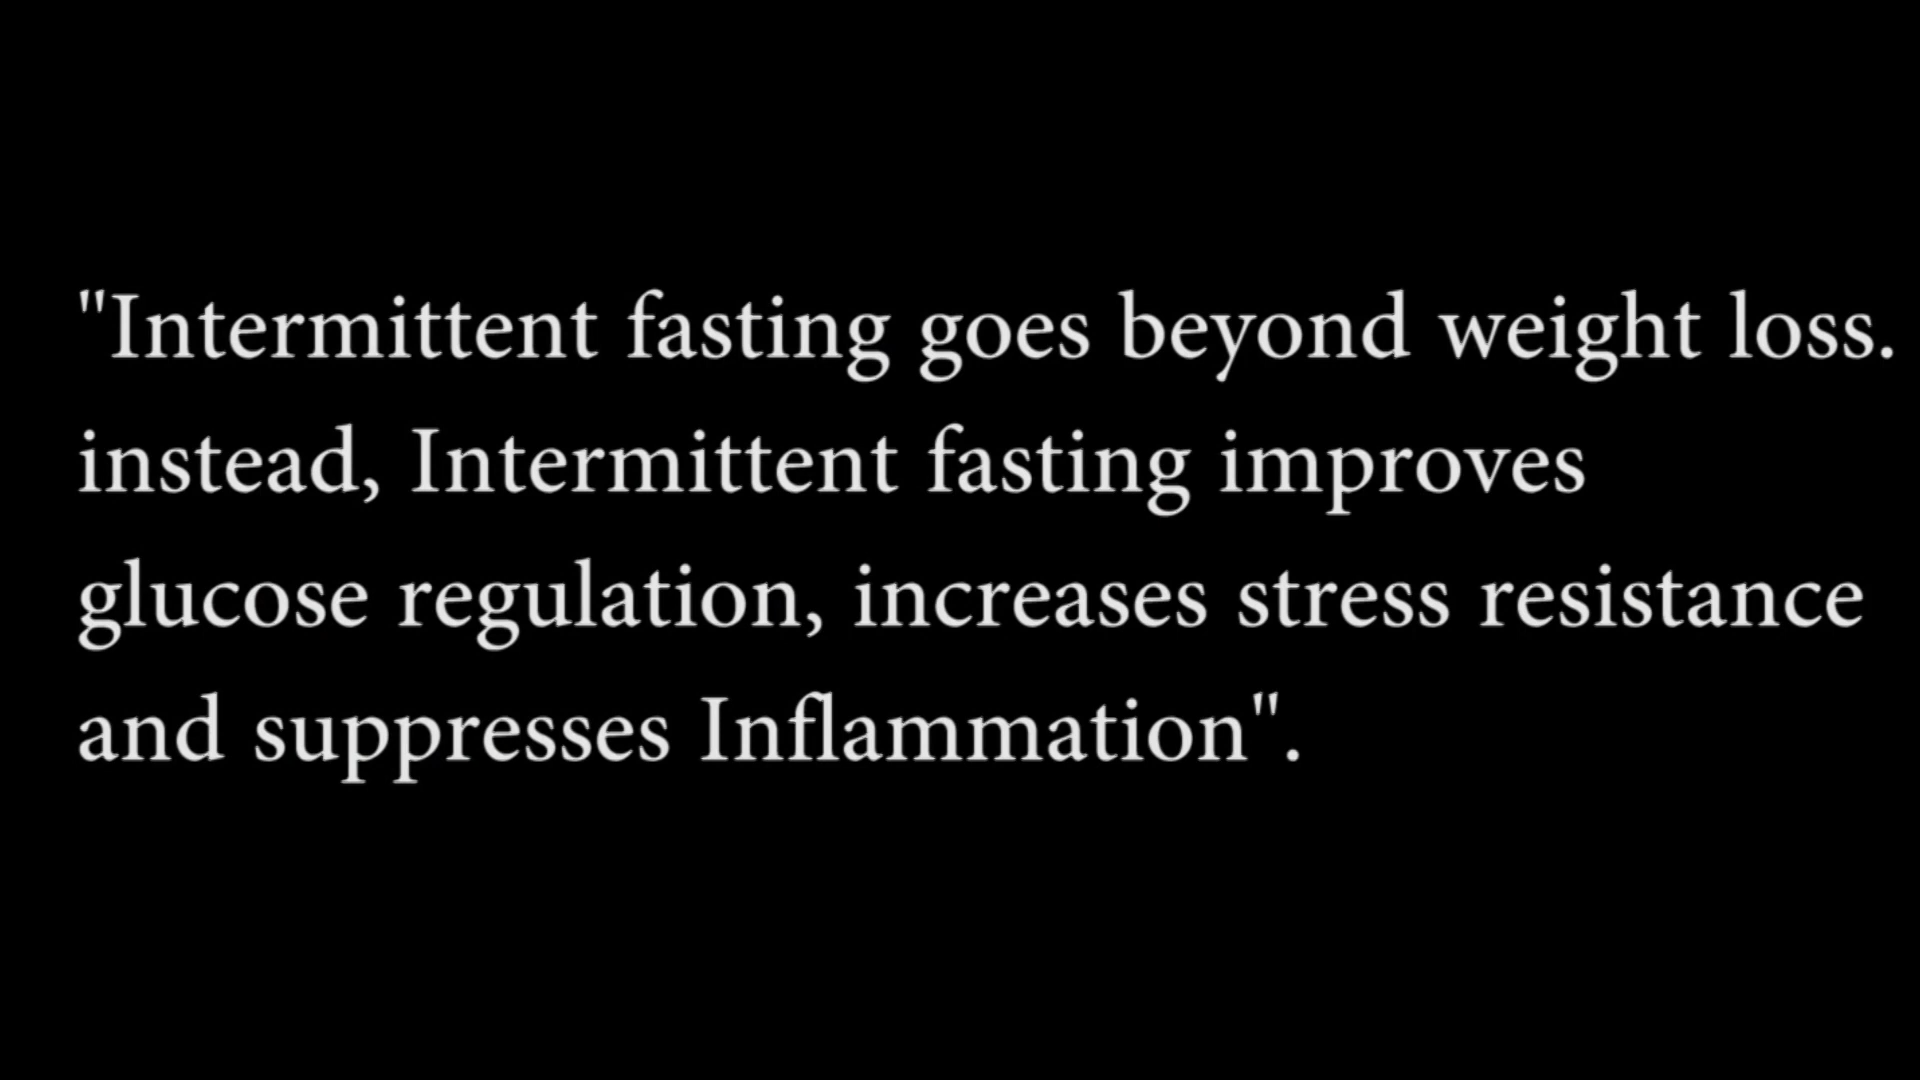 "Intermittent fasting goes beyond weight loss.
instead, Intermittent fasting improves
glucose regulation, increases stress resistance
and suppresses Inflammation".